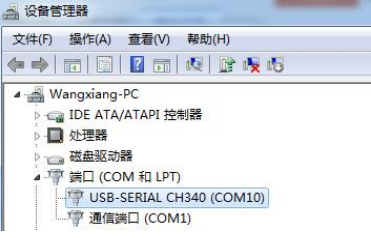 设备管理器
文件(F) 操作(A) 查看(V) 帮助(H)
Wangxiang-PC
IDE ATA/ATAPI 控制器
处理器
磁盘驱动器
端口 (COM 和 LPT)
USB-SERIAL CH340 (COM10)
通信端口 (COM1)